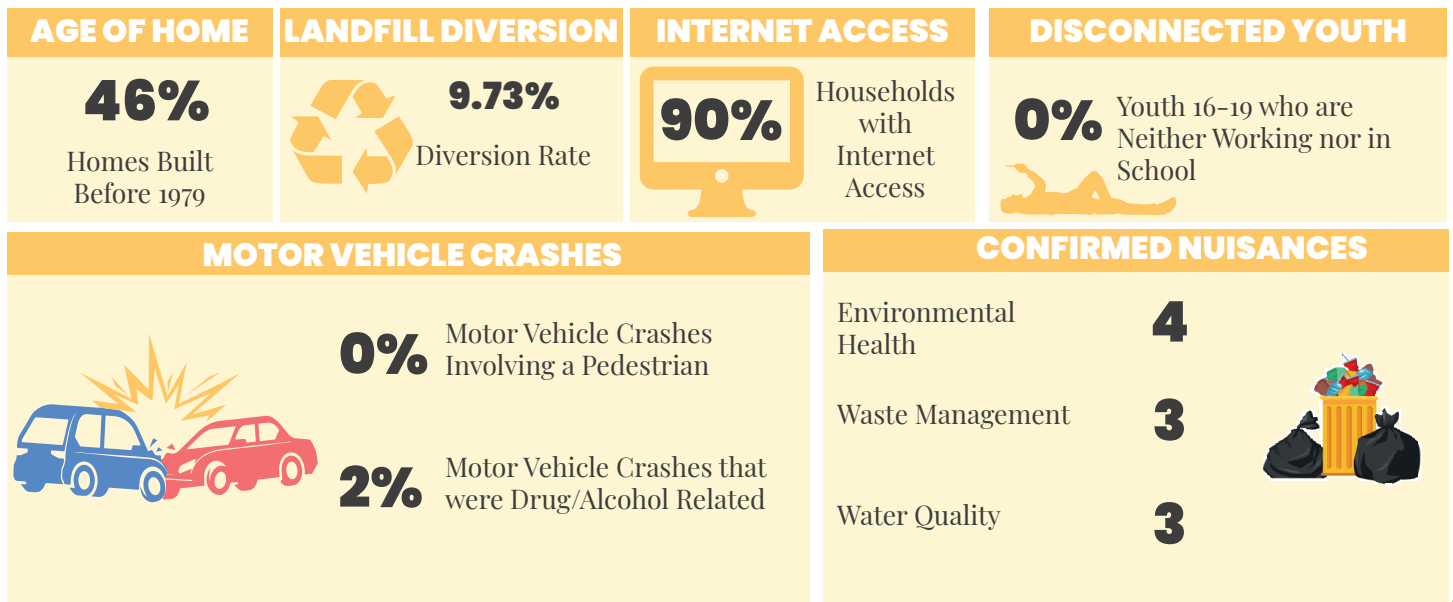 AGE OF HOME
46%
Homes Built
Before 1979
LANDFILL DIVERSION
9.73%
Diversion Rate
INTERNET ACCESS
90%
Households
with
Internet
Access
DISCONNECTED YOUTH
0%
Youth 16-19 who are
Neither Working nor in
School
MOTOR VEHICLE CRASHES
0%
Motor Vehicle Crashes
Involving a Pedestrian
2%
Motor Vehicle Crashes that
were Drug/Alcohol Related
CONFIRMED NUISANCES
Environmental
Health
4
Waste Management
3
Water Quality
3